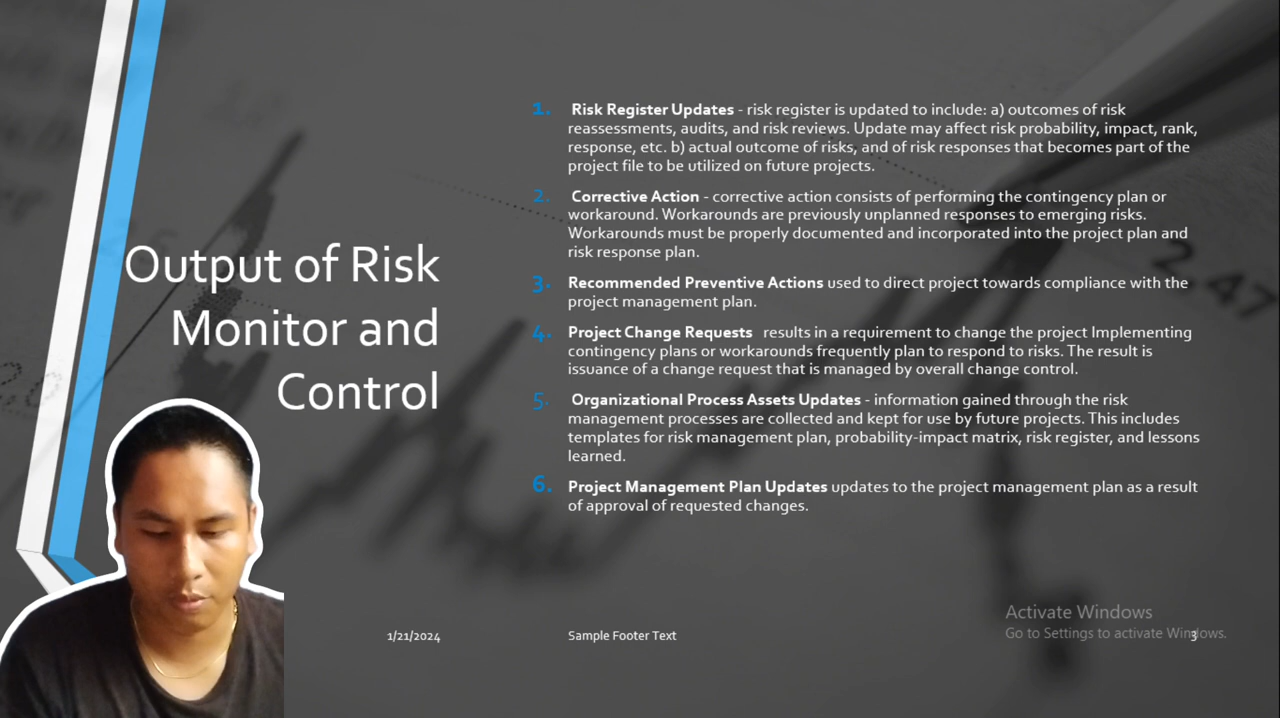 Output of Risk
Monitor and
Control
1. Risk Register Updates - risk register is updated to include: a) outcomes of risk
reassessments, audits, and risk reviews. Update may affect risk probability, impact, rank,
response, etc. b) actual outcome of risks, and of risk responses that becomes part of the
project file to be utilized on future projects.
2. Corrective Action - corrective action consists of performing the contingency plan or
workaround. Workarounds are previously unplanned responses to emerging risks.
Workarounds must be properly documented and incorporated into the project plan and
risk response plan.
3. Recommended Preventive Actions used to direct project towards compliance with the
project management plan.
4. Project Change Requests results in a requirement to change the project Implementing
contingency plans or workarounds frequently plan to respond to risks. The result is
issuance of a change request that is managed by overall change control.
5. Organizational Process Assets Updates - information gained through the risk
management processes are collected and kept for use by future projects. This includes
templates for risk management plan, probability-impact matrix, risk register, and lessons
learned.
6. Project Management Plan Updates updates to the project management plan as a result
of approval of requested changes.
2.47
Activate Windows
Go to Settings to activate Windows.
1/21/2024
Sample Footer Text
3